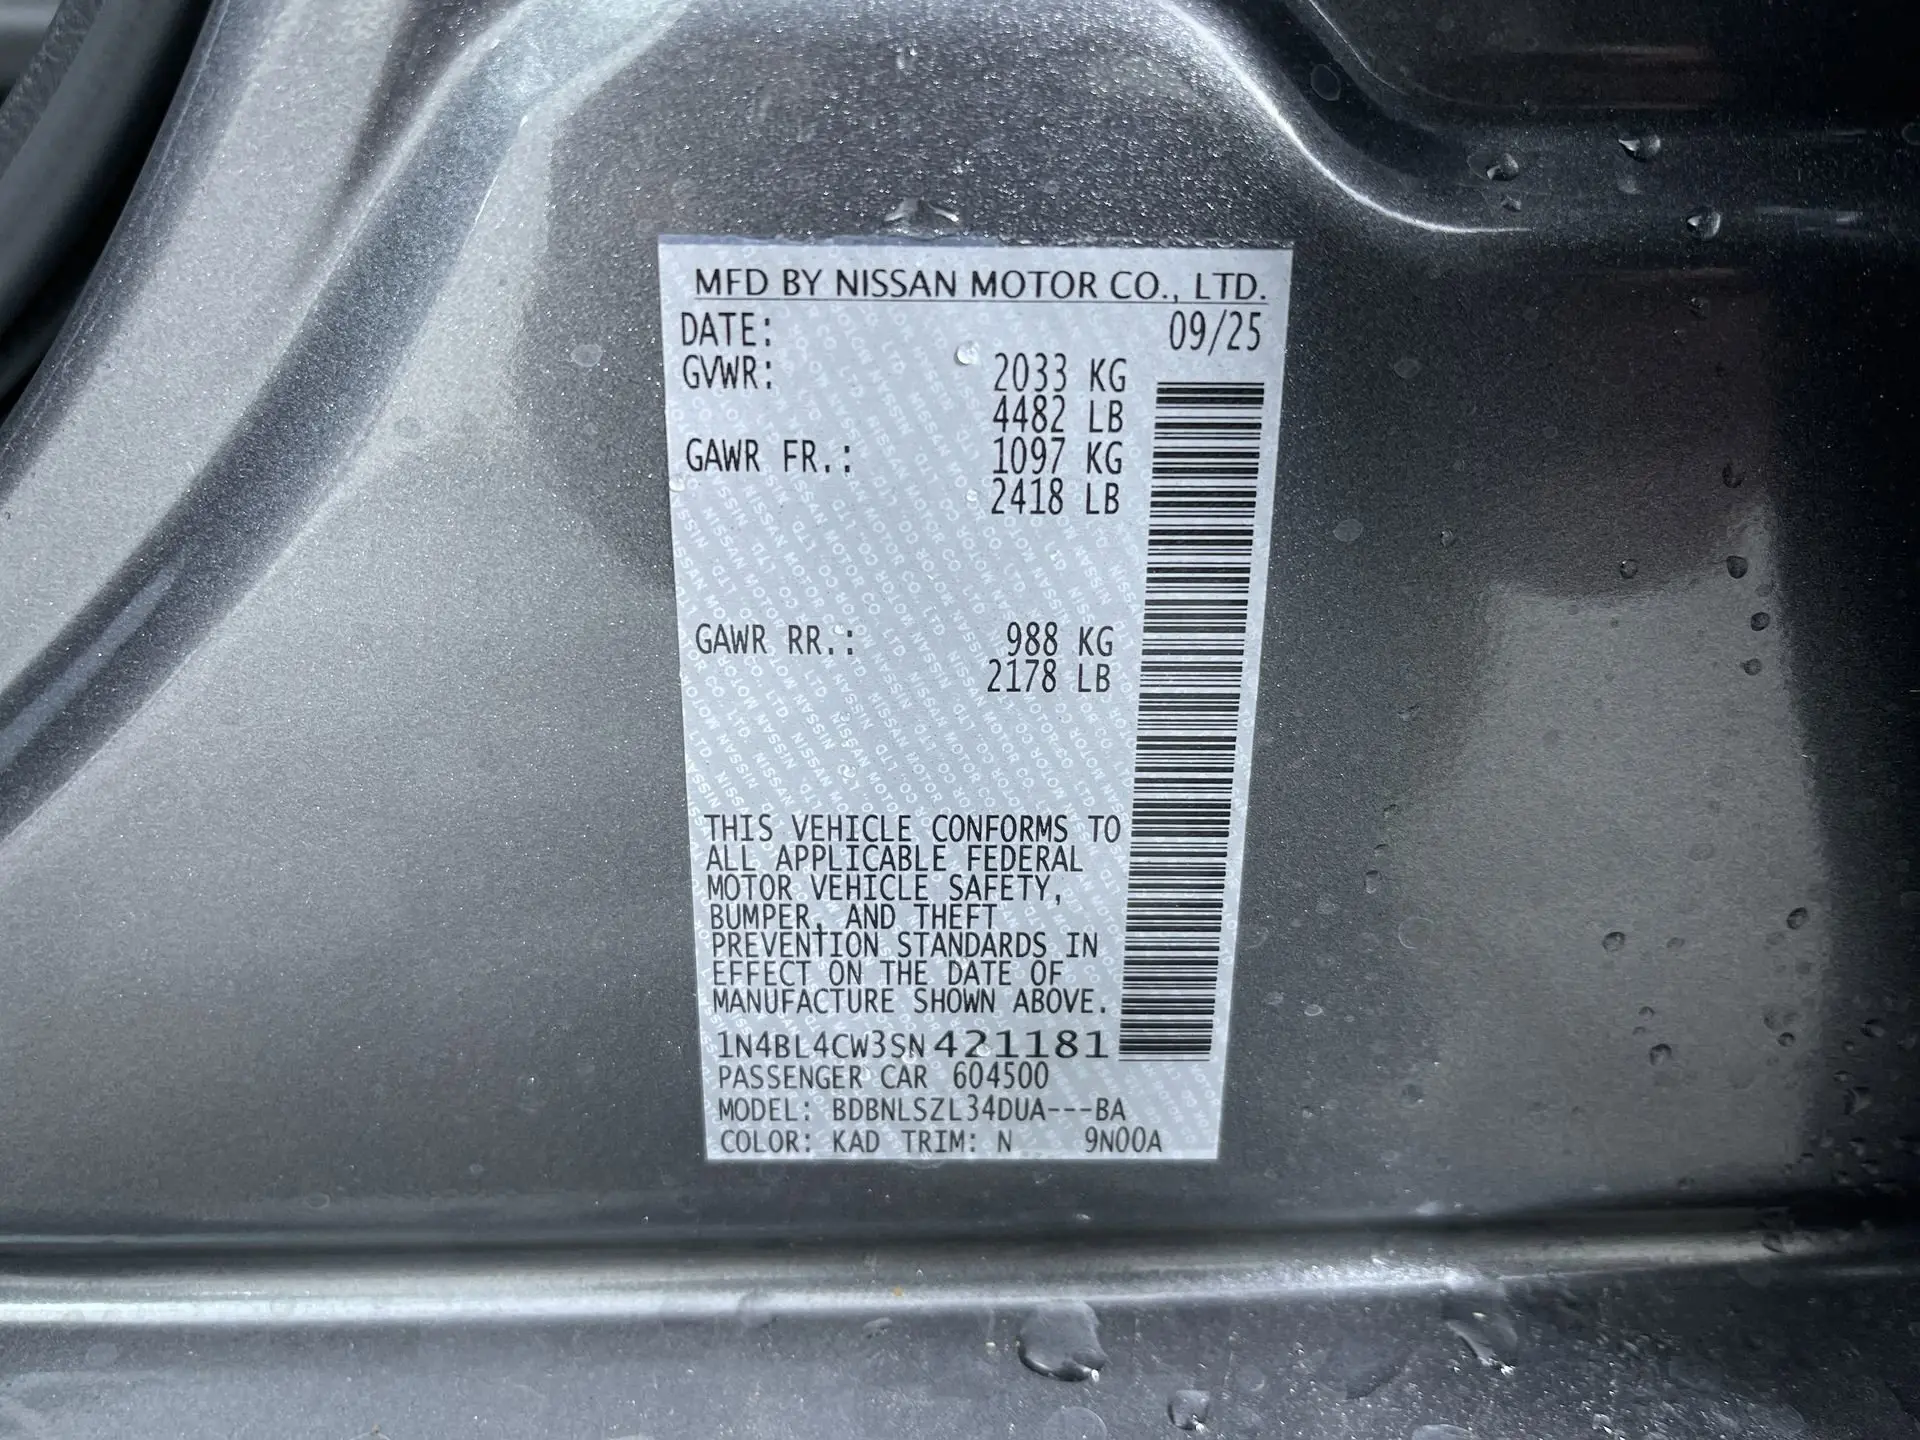 MFD BY NISSAN MOTOR CO., LTD.
DATE: 09/25
GVWR: 2033 KG
4482 LB
GAWR FR.: 1097 KG
2418 LB
GAWR RR.: 988 KG
2178 LB
THIS VEHICLE CONFORMS TO
ALL APPLICABLE FEDERAL
MOTOR VEHICLE SAFETY,
BUMPER, AND THEFT
PREVENTION STANDARDS IN
EFFECT ON THE DATE OF
MANUFACTURE SHOWN ABOVE.
1N4BL4CW3SN421181
PASSENGER CAR 604500
MODEL: BDBNLSZL34DUA---BA
COLOR: KAD TRIM: N 9N00A